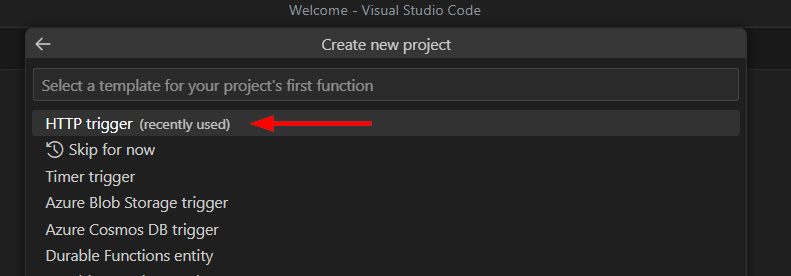 Welcome - Visual Studio Code
Create new project
Select a template for your project's first function
HTTP trigger (recently used)
Skip for now
Timer trigger
Azure Blob Storage trigger
Azure Cosmos DB trigger
Durable Functions entity